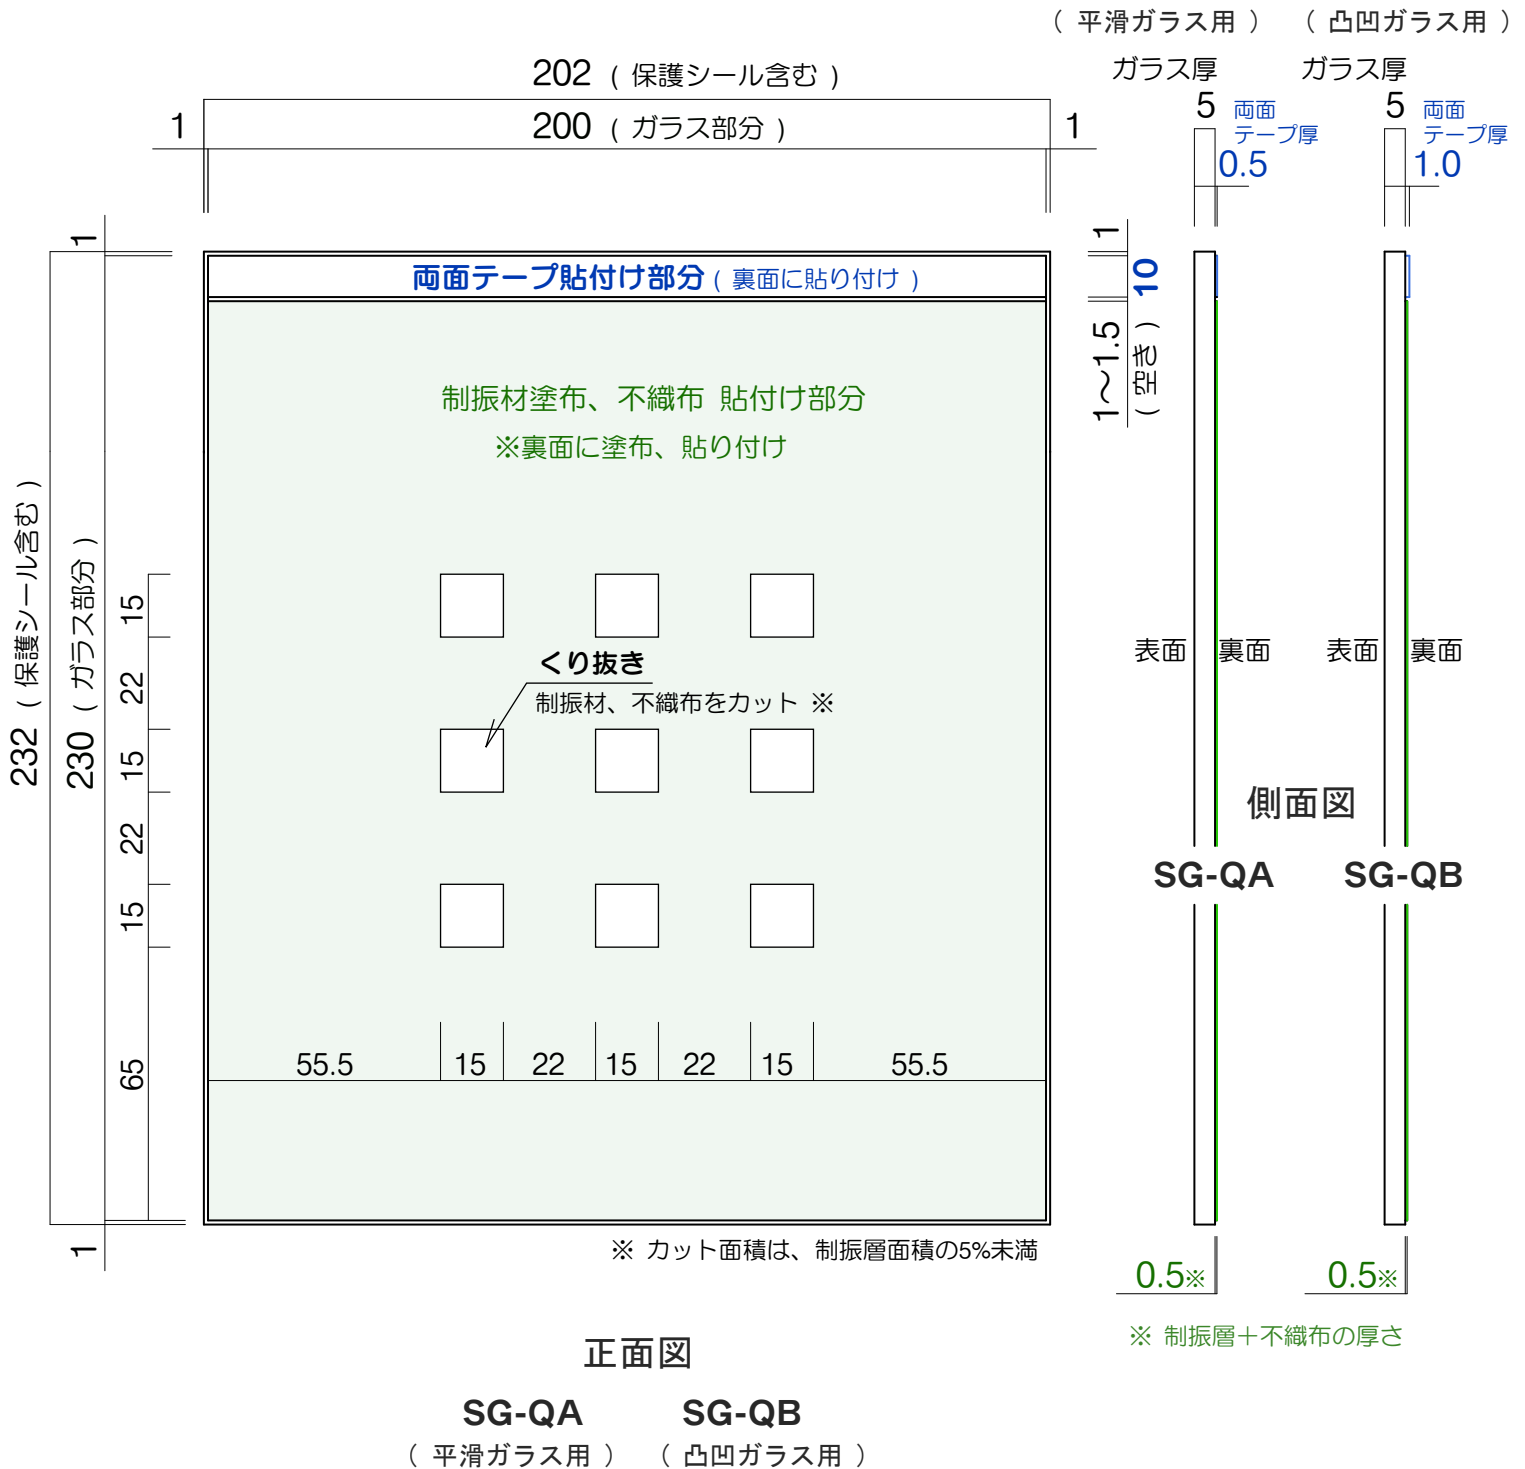 ( 平滑ガラス用 ) ( 凸凹ガラス用 )
ガラス厚 ガラス厚
5 両面テープ厚 5 両面テープ厚
0.5 1.0
202 ( 保護シール含む )
1 200 ( ガラス部分 ) 1
1
1
両面テープ貼付け部分 ( 裏面に貼り付け )
10
1〜1.5
( 空き )
制振材塗布、不織布 貼付け部分
※裏面に塗布、貼り付け
232 ( 保護シール含む )
230 ( ガラス部分 )
15
22
15
22
15
65
くり抜き
制振材、不織布をカット ※
表面 裏面 表面 裏面
側面図
SG-QA SG-QB
55.5 15 22 15 22 15 55.5
1
※ カット面積は、制振層面積の5%未満
0.5※ 0.5※
※ 制振層＋不織布の厚さ
正面図
SG-QA SG-QB
( 平滑ガラス用 ) ( 凸凹ガラス用 )